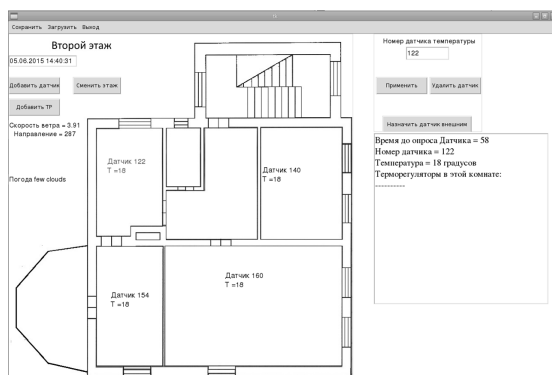 Сохранить Загрузить Выход
Второй этаж
05.06.2015 14:40:31
Добавить датчик Сменить этаж
Добавить ТР
Скорость ветра = 3.91
Направление = 287
Погода few clouds
Датчик 122
T =18
Датчик 140
T =18
Датчик 154
T =18
Датчик 160
T =18
Номер датчика температуры
122
Применить Удалить датчик
Назначить датчик внешним
Время до опроса Датчика = 58
Номер датчика = 122
Температура = 18 градусов
Терморегуляторы в этой комнате:
----------